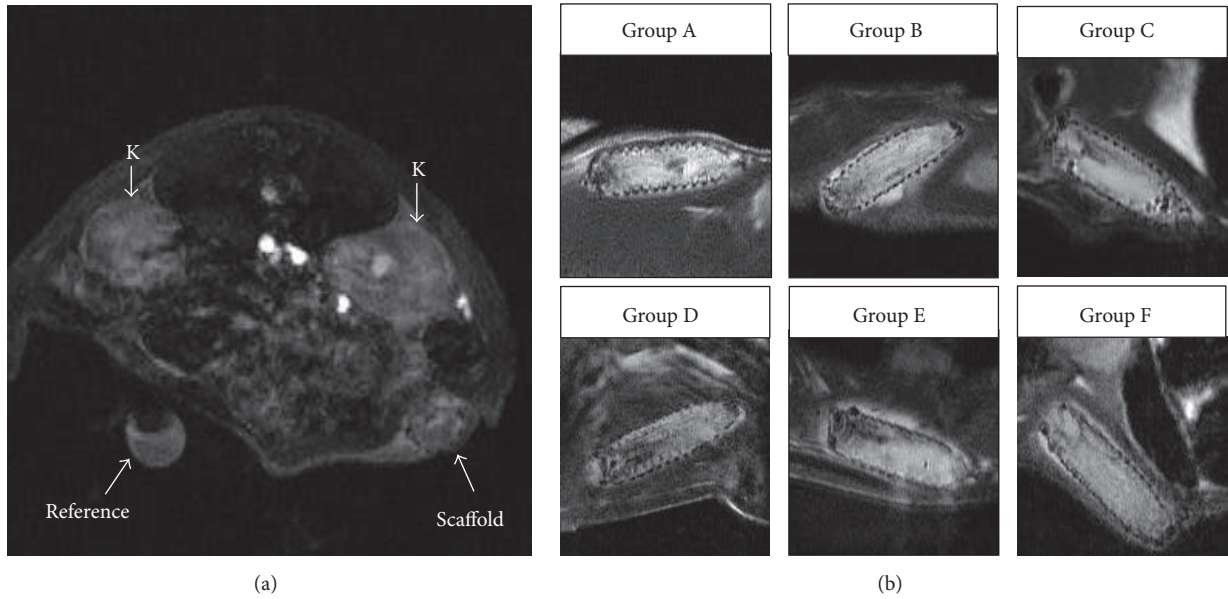 K
K
Reference
Scaffold
(a)
Group A
Group B
Group C
Group D
Group E
Group F
(b)